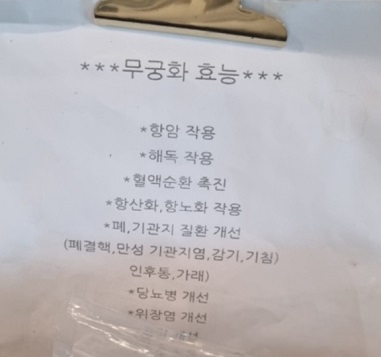 ***무궁화 효능***
*항암 작용
*해독 작용
*혈액순환 촉진
*항산화,항노화 작용
*폐,기관지 질환 개선
(폐결핵,만성 기관지염,감기,기침)
인후통,가래)
*당뇨병 개선
*위장염 개선